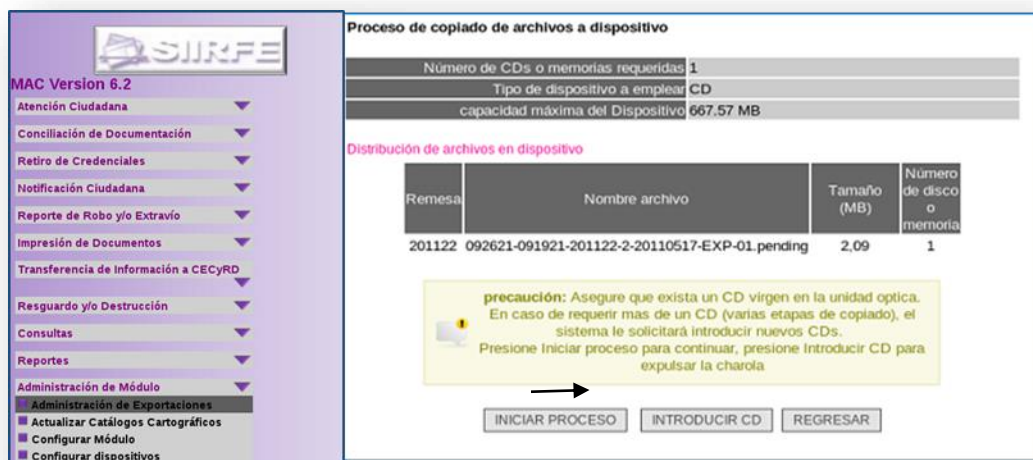 SIIRFE
MAC Version 6.2
Atención Ciudadana
Conciliación de Documentación
Retiro de Credenciales
Notificación Ciudadana
Reporte de Robo y/o Extravío
Impresión de Documentos
Transferencia de Información a CECyRD
Resguardo y/o Destrucción
Consultas
Reportes
Administración de Módulo
Administración de Exportaciones
Actualizar Catálogos Cartográficos
Configurar Módulo
Configurar dispositivos
Proceso de copiado de archivos a dispositivo
Número de CDs o memorias requeridas 1
Tipo de dispositivo a emplear CD
capacidad máxima del Dispositivo 667.57 MB
Distribución de archivos en dispositivo
Remesa Nombre archivo Tamaño (MB) Número de disco o memoria
201122 092621-091921-201122-2-20110517-EXP-01.pending 2,09 1
precaución: Asegure que exista un CD virgen en la unidad optica.
En caso de requerir mas de un CD (varias etapas de copiado), el
sistema le solicitará introducir nuevos CDs.
Presione Iniciar proceso para continuar, presione Introducir CD para
expulsar la charola
INICIAR PROCESO INTRODUCIR CD REGRESAR